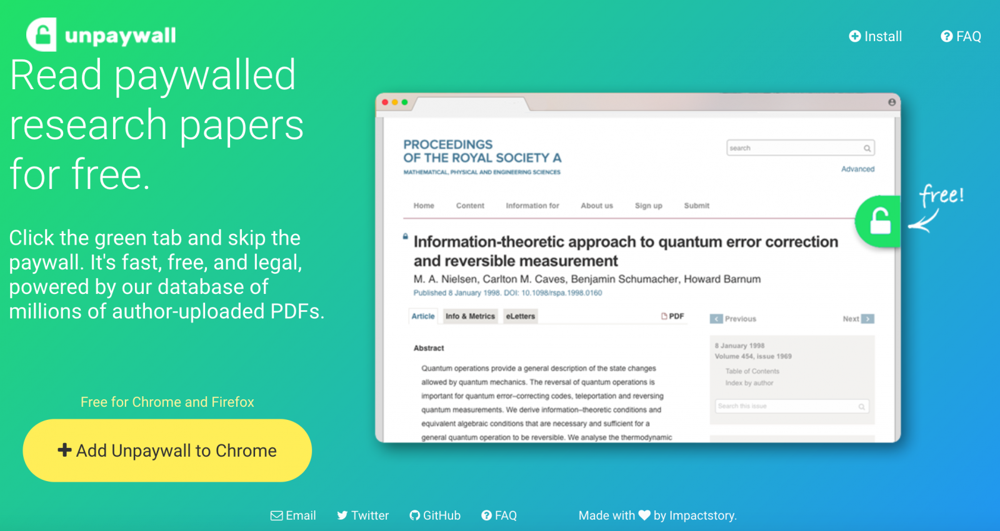 unpaywall
Install
FAQ
Read paywalled
research papers
for free.
Click the green tab and skip the
paywall. It's fast, free, and legal,
powered by our database of
millions of author-uploaded PDFs.
Free for Chrome and Firefox
Add Unpaywall to Chrome
PROCEEDINGS
OF THE ROYAL SOCIETY A
MATHEMATICAL, PHYSICAL AND ENGINEERING SCIENCES
search
Advanced
Home Content Information for About us Sign up Submit
free!
Information-theoretic approach to quantum error correction
and reversible measurement
M. A. Nielsen, Carlton M. Caves, Benjamin Schumacher, Howard Barnum
Published 8 January 1998. DOI: 10.1098/rspa.1998.0160
Article Info & Metrics eLetters PDF
Previous Next
Abstract
Quantum operations provide a general description of the state changes
allowed by quantum mechanics. The reversal of quantum operations is
important for quantum error–correcting codes, teleportation and reversing
quantum measurements. We derive information–theoretic conditions and
equivalent algebraic conditions that are necessary and sufficient for a
general quantum operation to be reversible. We analyse the thermodynamic
8 January 1998
Volume 454, issue 1969
Table of Contents
Index by author
Search this issue
Email Twitter GitHub FAQ Made with by Impactstory.